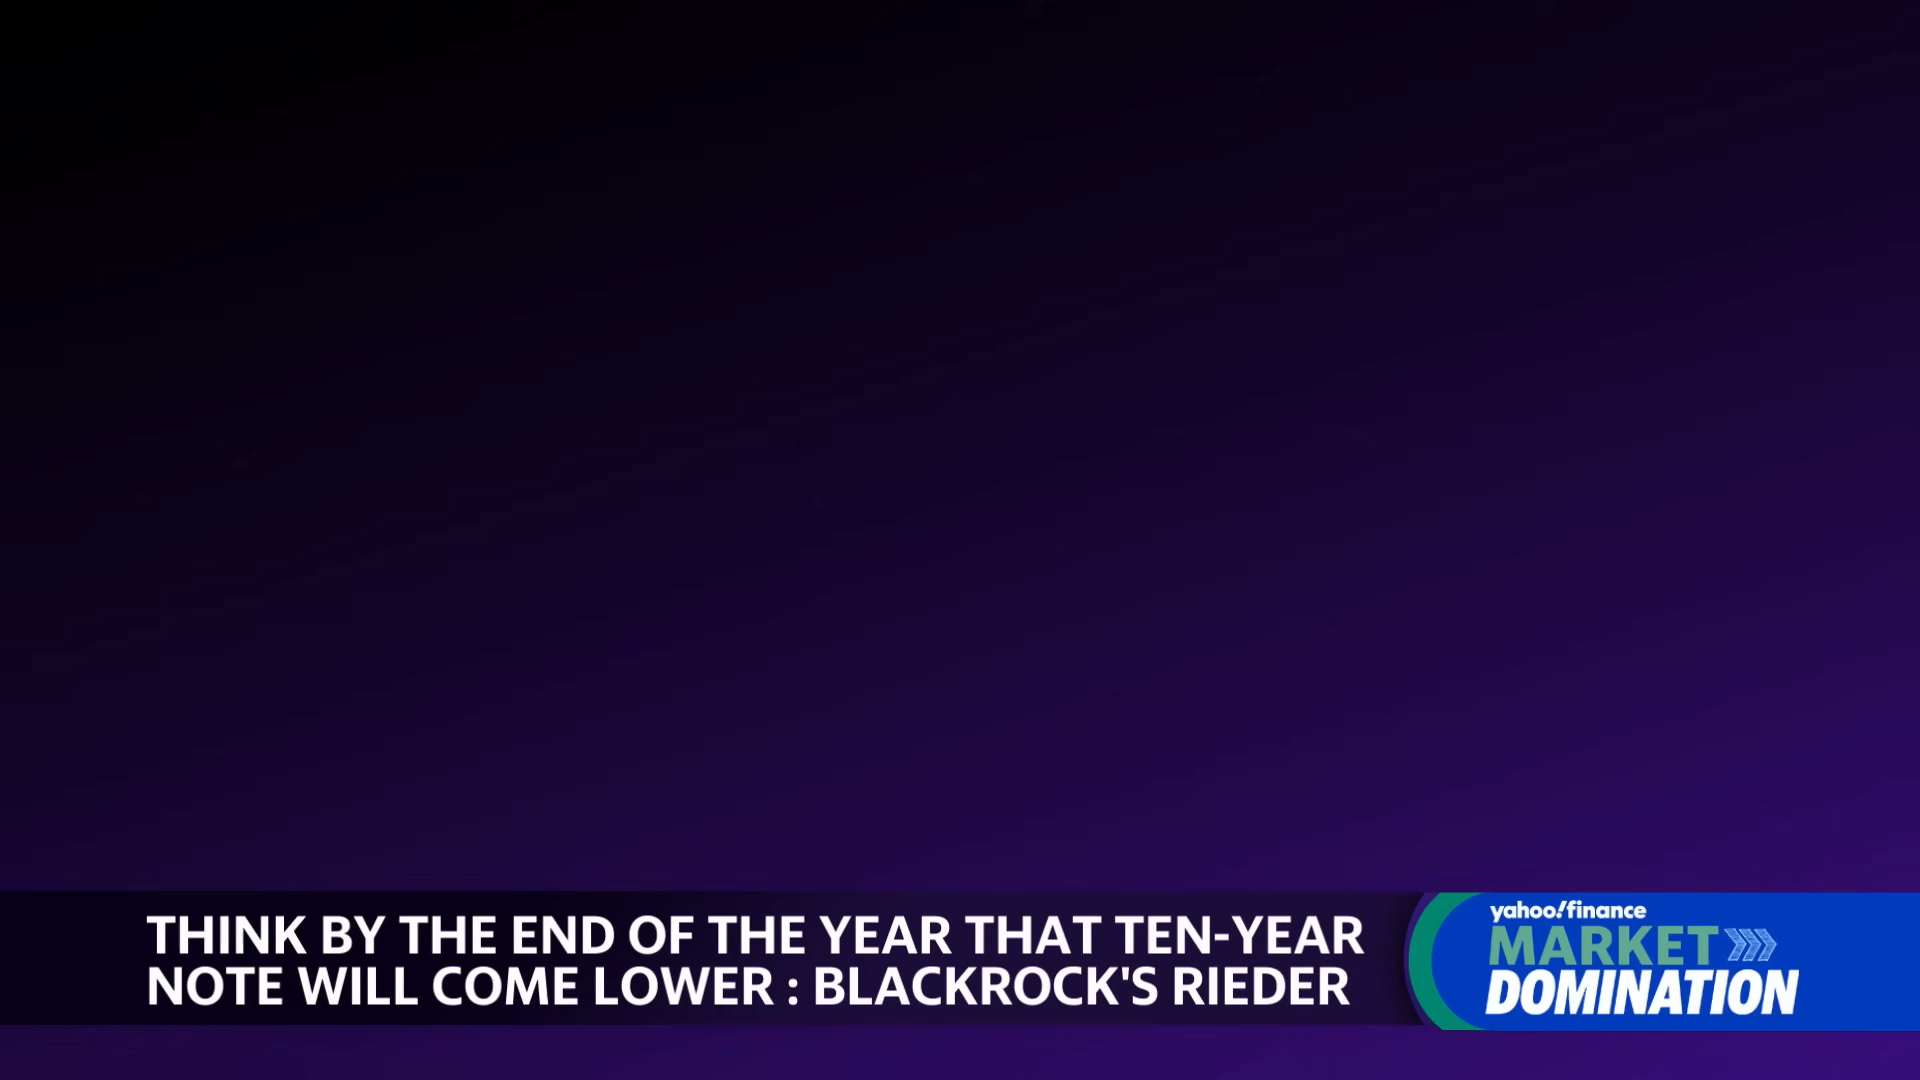 THINK BY THE END OF THE YEAR THAT TEN-YEAR
NOTE WILL COME LOWER : BLACKROCK'S RIEDER
yahoo!finance
MARKET
DOMINATION